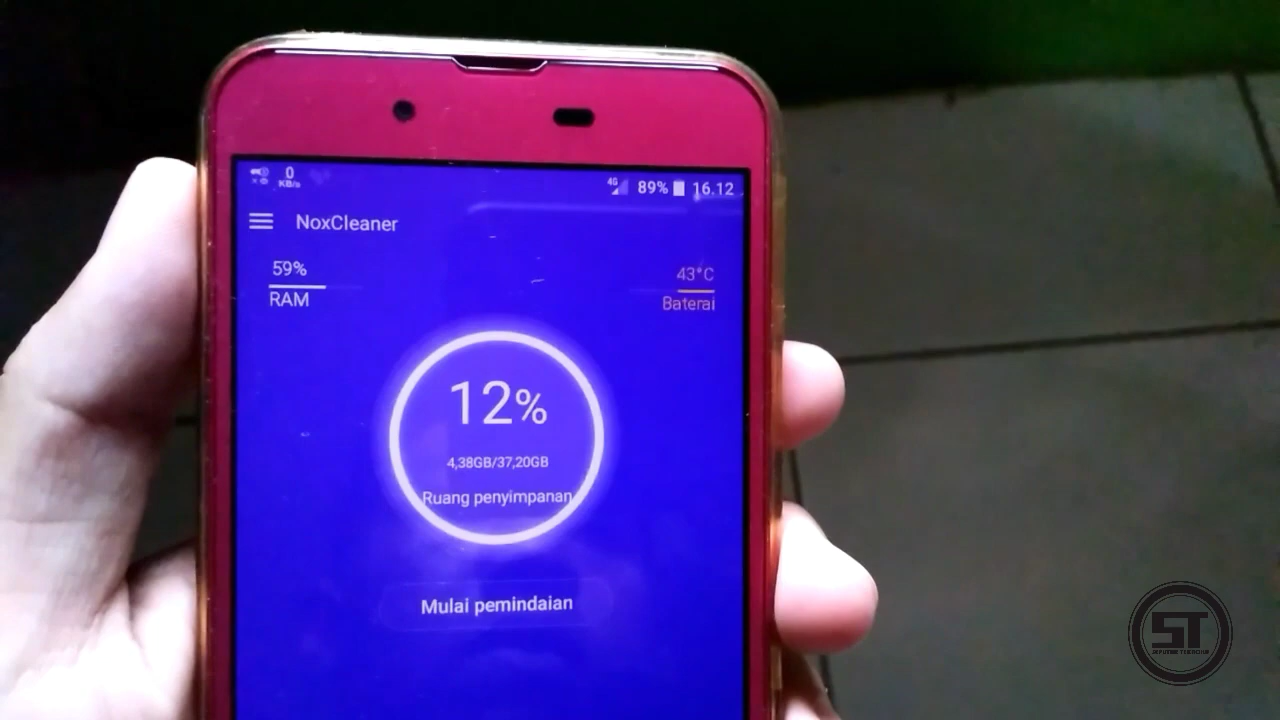 0
KB/s
4G
89%
16.12
NoxCleaner
59%
RAM
43°C
Baterai
12%
4,38GB/37,20GB
Ruang penyimpanan
Mulai pemindaian
ST